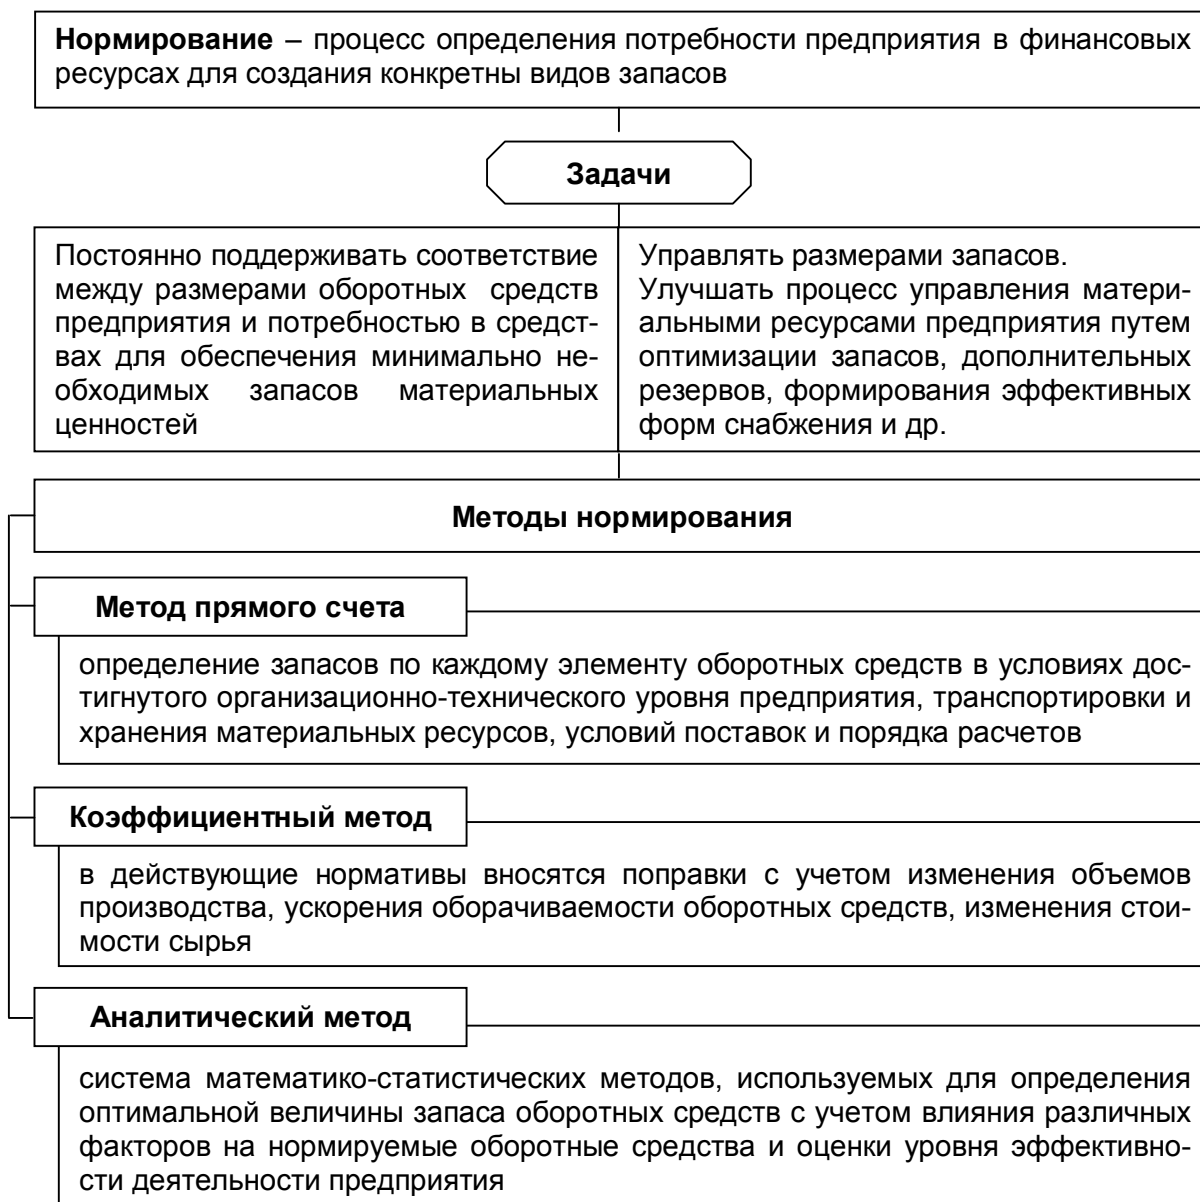 Нормирование – процесс определения потребности предприятия в финансовых
ресурсах для создания конкретны видов запасов
Задачи
Постоянно поддерживать соответствие
между размерами оборотных средств
предприятия и потребностью в средст-
вах для обеспечения минимально не-
обходимых запасов материальных
ценностей
Управлять размерами запасов.
Улучшать процесс управления матери-
альными ресурсами предприятия путем
оптимизации запасов, дополнительных
резервов, формирования эффективных
форм снабжения и др.
Методы нормирования
Метод прямого счета
определение запасов по каждому элементу оборотных средств в условиях дос-
тигнутого организационно-технического уровня предприятия, транспортировки и
хранения материальных ресурсов, условий поставок и порядка расчетов
Коэффициентный метод
в действующие нормативы вносятся поправки с учетом изменения объемов
производства, ускорения оборачиваемости оборотных средств, изменения стои-
мости сырья
Аналитический метод
система математико-статистических методов, используемых для определения
оптимальной величины запаса оборотных средств с учетом влияния различных
факторов на нормируемые оборотные средства и оценки уровня эффективно-
сти деятельности предприятия